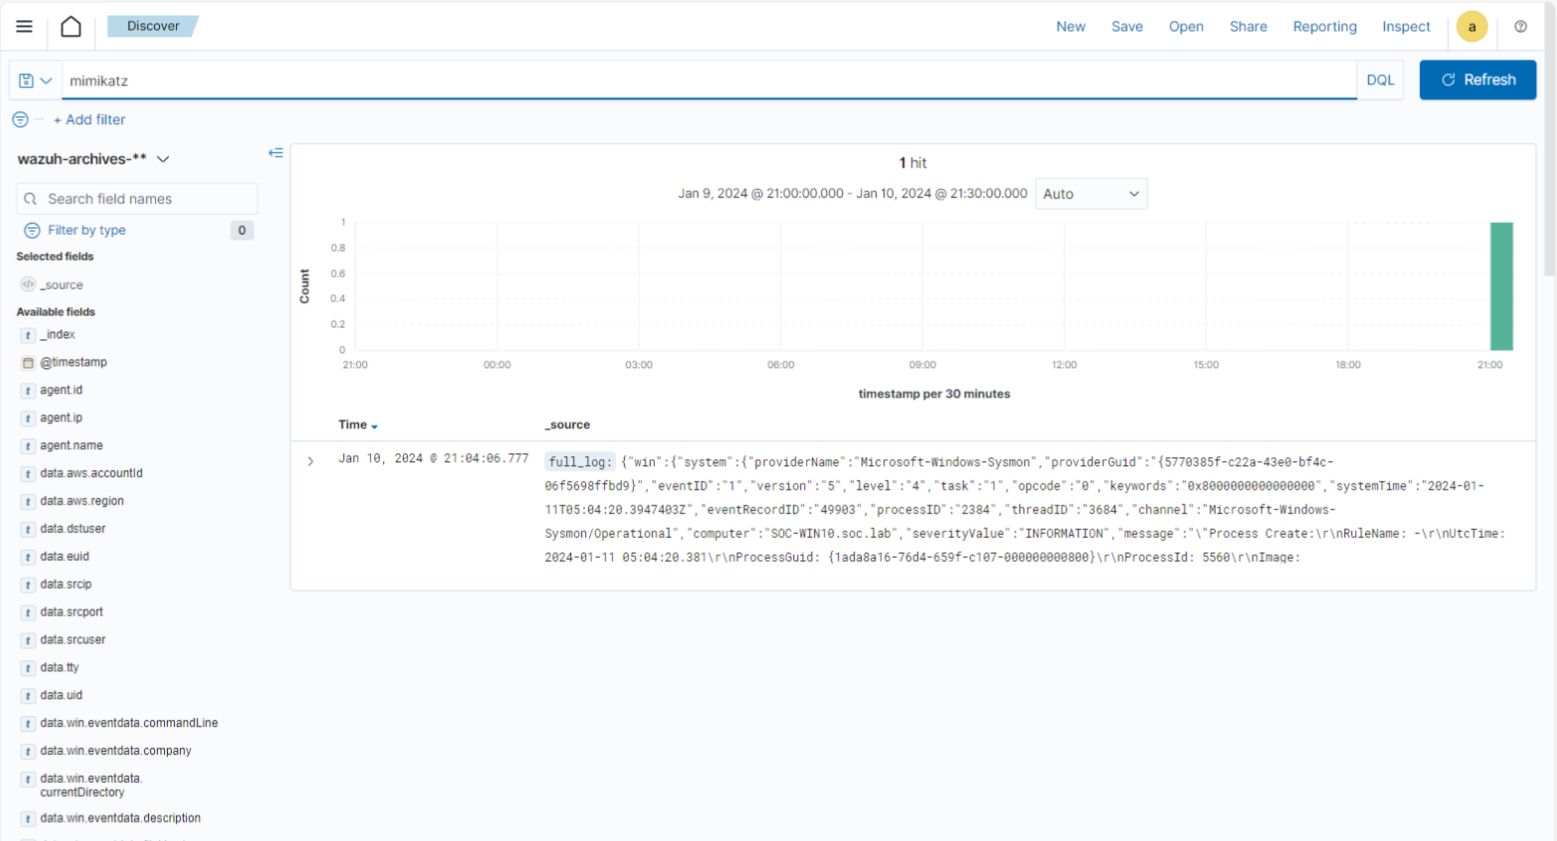 Discover
New Save Open Share Reporting Inspect a
mimikatz DQL Refresh
+ Add filter
wazuh-archives-**
Search field names
Filter by type 0
Selected fields
_source
Available fields
t _index
@timestamp
t agent.id
t agent.ip
t agent.name
t data.aws.accountId
t data.aws.region
t data.dstuser
t data.euid
t data.srcip
t data.srcport
t data.srcuser
t data.tty
t data.uid
t data.win.eventdata.commandLine
t data.win.eventdata.company
t data.win.eventdata.
currentDirectory
t data.win.eventdata.description
1 hit
Jan 9, 2024 @ 21:00:00.000 - Jan 10, 2024 @ 21:30:00.000 Auto
Count
1
0.8
0.6
0.4
0.2
0
21:00 00:00 03:00 06:00 09:00 12:00 15:00 18:00 21:00
timestamp per 30 minutes
Time _source
Jan 10, 2024 @ 21:04:06.777
full_log: {"win":{"system":{"providerName":"Microsoft-Windows-Sysmon","providerGuid":"{5770385f-c22a-43e0-bf4c-
06f5698ffbd9}","eventID":"1","version":"5","level":"4","task":"1","opcode":"0","keywords":"0x8000000000000000","systemTime":"2024-01-
11T05:04:20.3947403Z","eventRecordID":"49903","processID":"2384","threadID":"3684","channel":"Microsoft-Windows-
Sysmon/Operational","computer":"SOC-WIN10.soc.lab","severityValue":"INFORMATION","message":"\"Process Create:\r\nRuleName: -\r\nUtcTime:
2024-01-11 05:04:20.381\r\nProcessGuid: {1ada8a16-76d4-659f-c107-000000000800}\r\nProcessId: 5560\r\nImage: